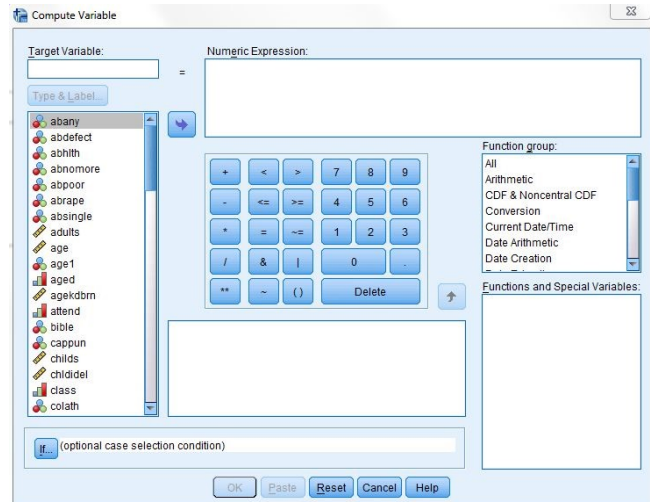 Compute Variable
Target Variable:
=
Numeric Expression:
Type & Label...
abany
abdefect
abhlth
abnomore
abpoor
abrape
absingle
adults
age
age1
aged
agekdbrn
attend
bible
cappun
childs
chldidel
class
colath
+ < > 7 8 9
- <= >= 4 5 6
* = ~= 1 2 3
/ & | 0 .
** ~ ( ) Delete
Function group:
All
Arithmetic
CDF & Noncentral CDF
Conversion
Current Date/Time
Date Arithmetic
Date Creation
Functions and Special Variables:
If... (optional case selection condition)
OK Paste Reset Cancel Help